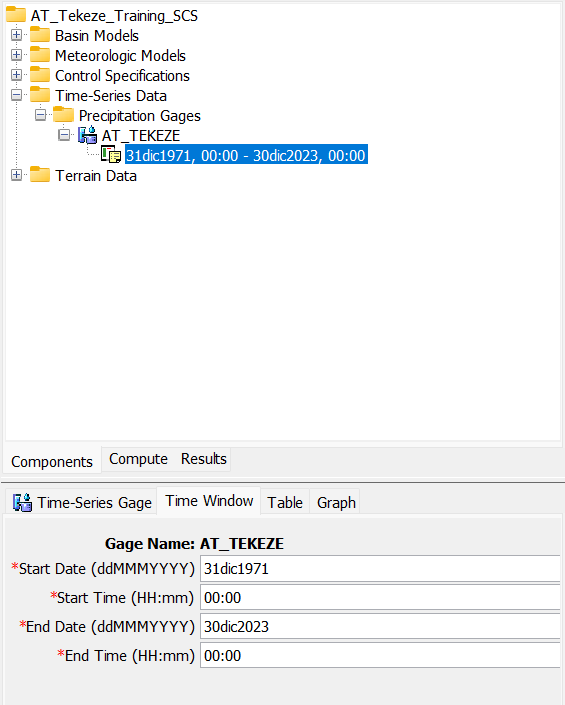 AT_Tekeze_Training_SCS
Basin Models
Meteorologic Models
Control Specifications
Time-Series Data
Precipitation Gages
AT_TEKEZE
31dic1971, 00:00 - 30dic2023, 00:00
Terrain Data
Components Compute Results
Time-Series Gage Time Window Table Graph
Gage Name: AT_TEKEZE
*Start Date (ddMMMYYYY) 31dic1971
*Start Time (HH:mm) 00:00
*End Date (ddMMMYYYY) 30dic2023
*End Time (HH:mm) 00:00